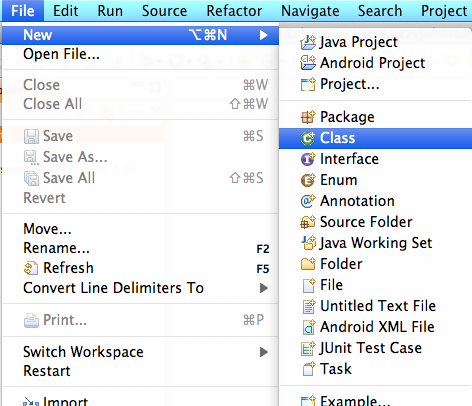 File Edit Run Source Refactor Navigate Search Project
New ⌥⌘N
Open File...
Close ⌘W
Close All ⇧⌘W
Save ⌘S
Save As...
Save All ⇧⌘S
Revert
Move...
Rename... F2
Refresh F5
Convert Line Delimiters To
Print... ⌘P
Switch Workspace
Restart
Import
Java Project
Android Project
Project...
Package
Class
Interface
Enum
Annotation
Source Folder
Java Working Set
Folder
File
Untitled Text File
Android XML File
JUnit Test Case
Task
Example...